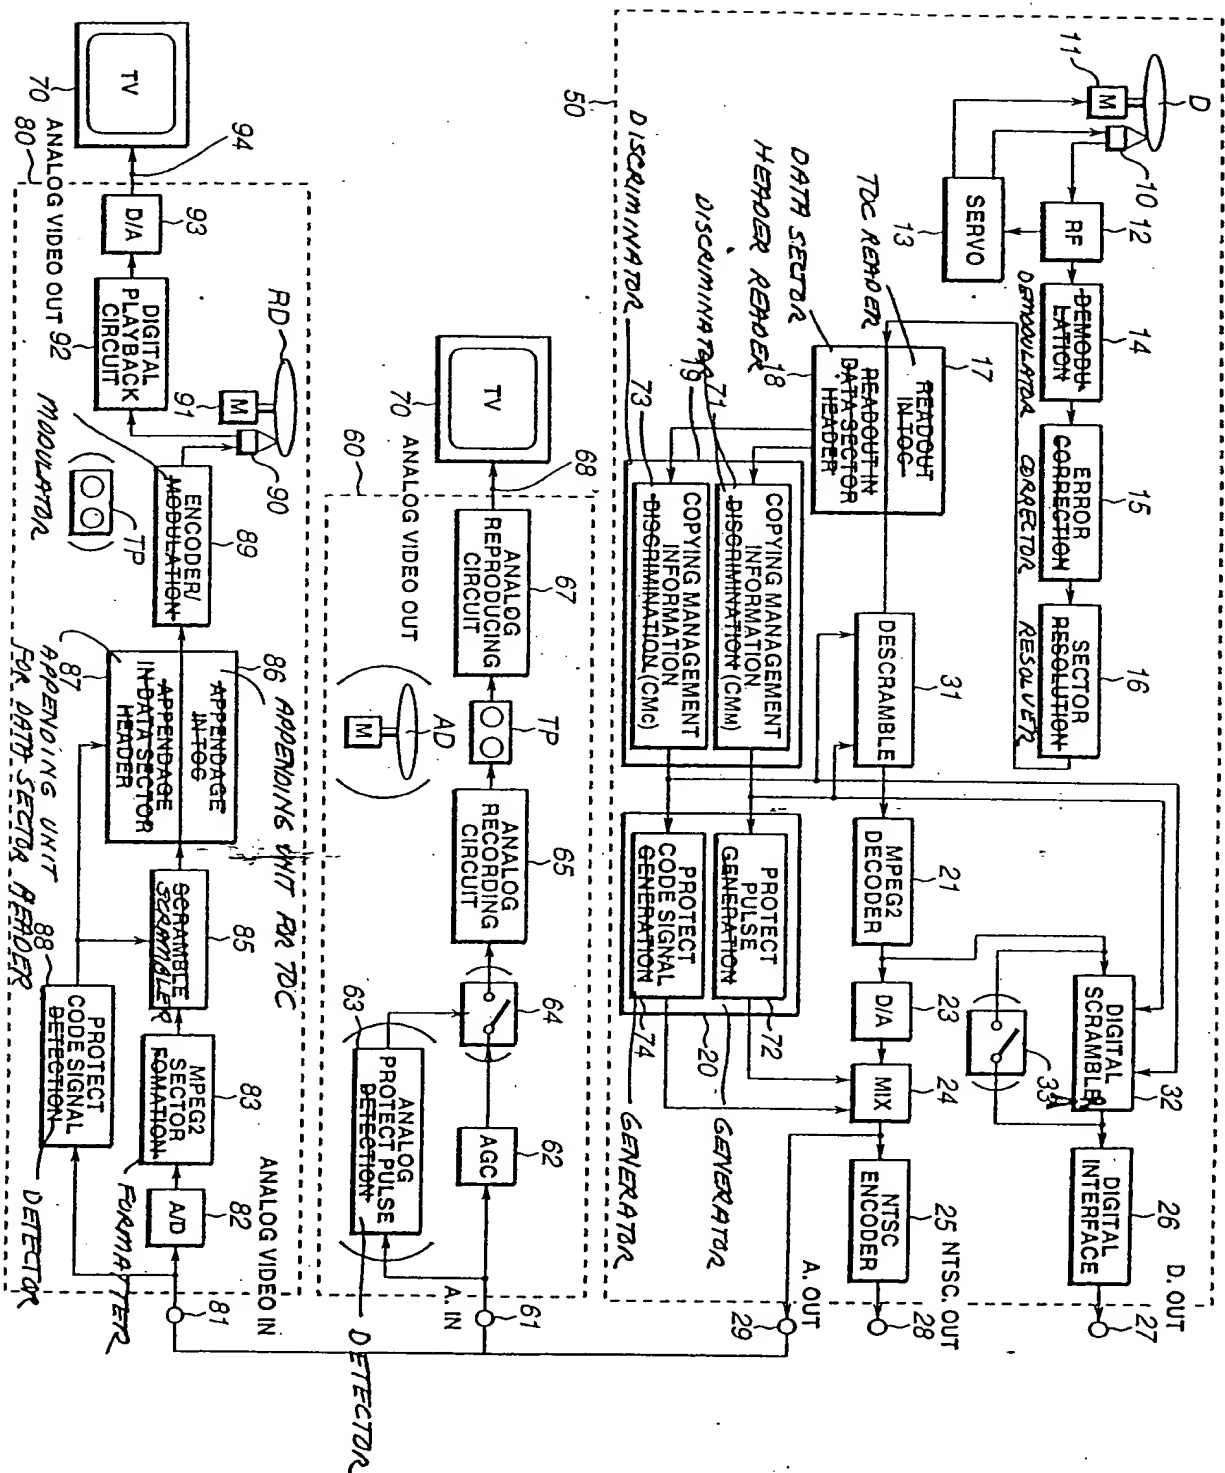 D
11
M
10
12
RF
SERVO
13
14
DEMODU-
LATION
DEMODULATOR
15
ERROR
CORRECTION
CORRECTOR
16
SECTOR
RESOLUTION
RESOLVER
17
READOUT
IN TOC
TOC READER
18
READOUT IN
DATA SECTOR
HEADER
DATA SECTOR
HEADER READER
31
DESCRAMBLE
21
MPEG2
DECODER
23
D/A
24
MIX
25
NTSC
ENCODER
NTSC. OUT
28
A. OUT
29
32
DIGITAL
SCRAMBLER
33
26
DIGITAL
INTERFACE
D. OUT
27
19
71
COPYING MANAGEMENT
INFORMATION
DISCRIMINATION (CMM)
DISCRIMINATOR
73
COPYING MANAGEMENT
INFORMATION
DISCRIMINATION (CMC)
DISCRIMINATOR
20
72
PROTECT
PULSE
GENERATION
GENERATOR
74
PROTECT
CODE SIGNAL
GENERATION
GENERATOR
50
70
TV
68
ANALOG VIDEO OUT
60
67
ANALOG
REPRODUCING
CIRCUIT
TP
AD
M
65
ANALOG
RECORDING
CIRCUIT
64
63
ANALOG
PROTECT PULSE
DETECTION
DETECTOR
62
AGC
A. IN
61
70
TV
94
ANALOG VIDEO OUT
80
93
D/A
92
DIGITAL
PLAYBACK
CIRCUIT
RD
91
M
90
TP
89
ENCODER/
MODULATION
MODULATOR
86
APPENDAGE
IN TOC
APPENDING UNIT FOR TOC
87
APPENDAGE
IN DATA SECTOR
HEADER
APPENDING UNIT
FOR DATA SECTOR HEADER
85
SCRAMBLE
SCRAMBLER
83
MPEG2
SECTOR
FOMATION
FORMATTER
82
A/D
88
PROTECT
CODE SIGNAL
DETECTION
DETECTOR
ANALOG VIDEO IN
81